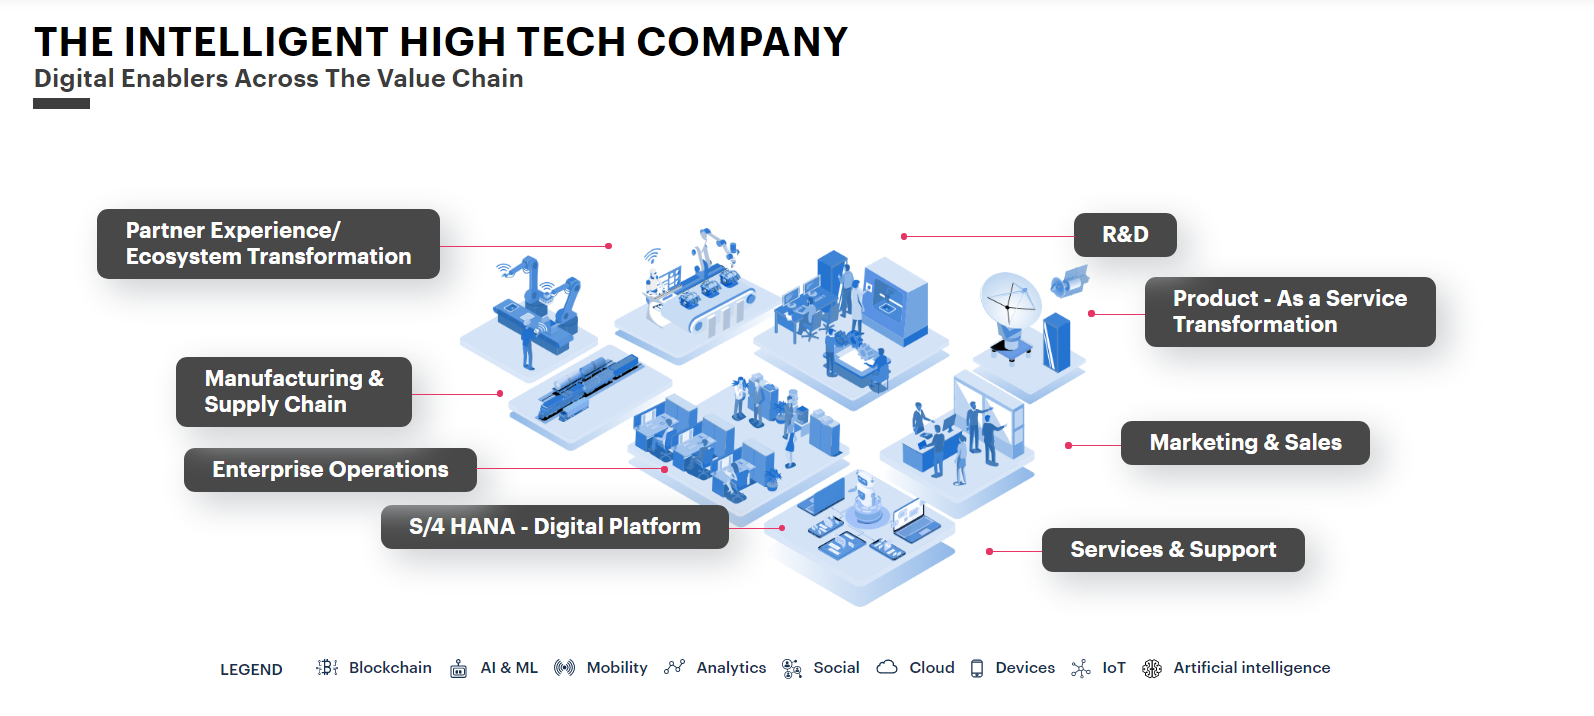 THE INTELLIGENT HIGH TECH COMPANY
Digital Enablers Across The Value Chain
Partner Experience/
Ecosystem Transformation
R&D
Product - As a Service
Transformation
Manufacturing &
Supply Chain
Marketing & Sales
Enterprise Operations
S/4 HANA - Digital Platform
Services & Support
LEGEND Blockchain AI & ML Mobility Analytics Social Cloud Devices IoT Artificial intelligence